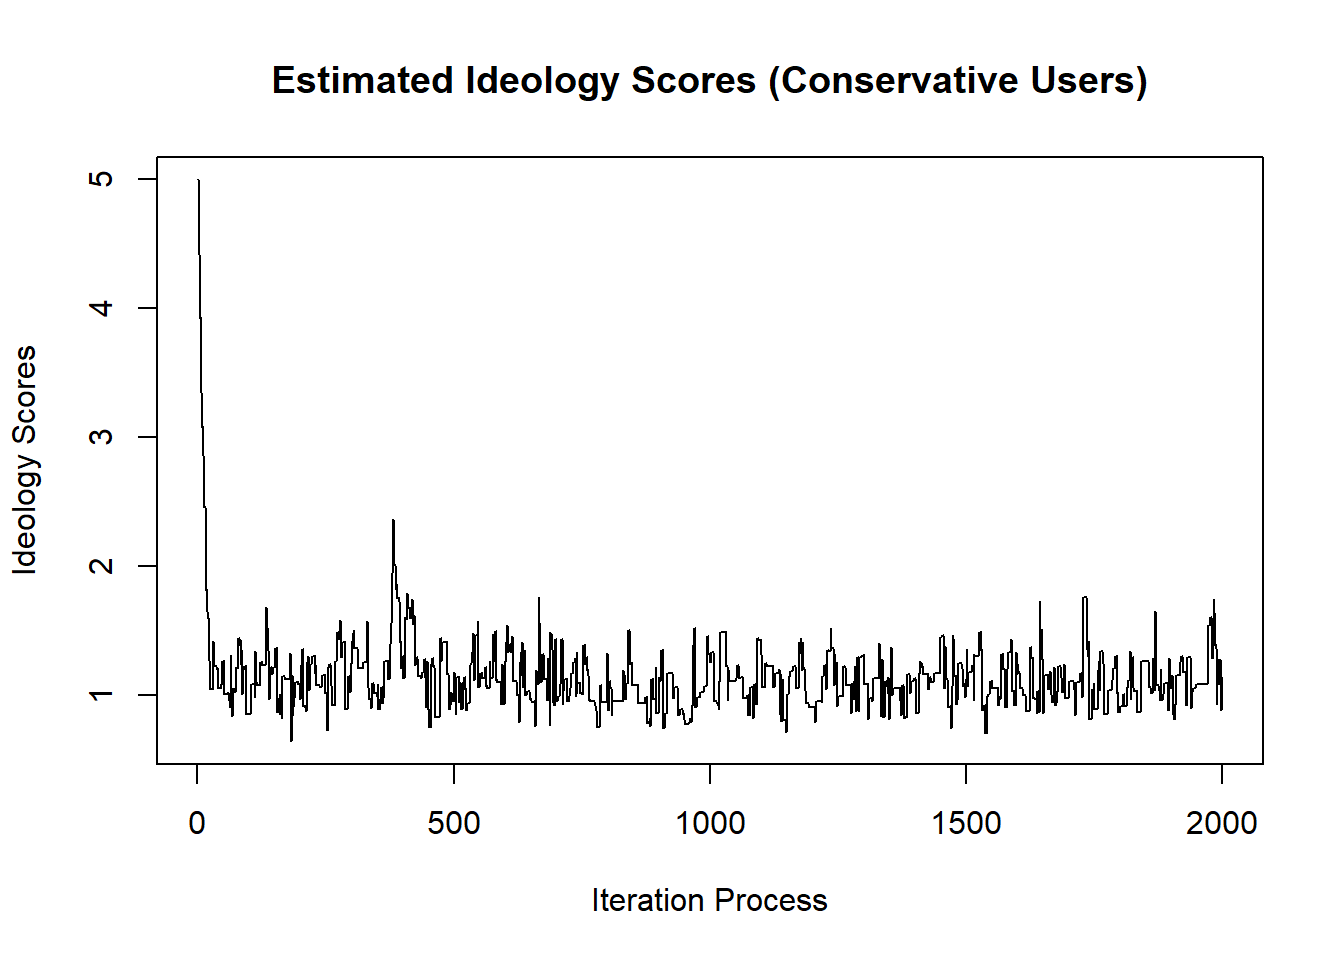 Estimated Ideology Scores (Conservative Users)
Ideology Scores
5
4
3
2
1
0 500 1000 1500 2000
Iteration Process